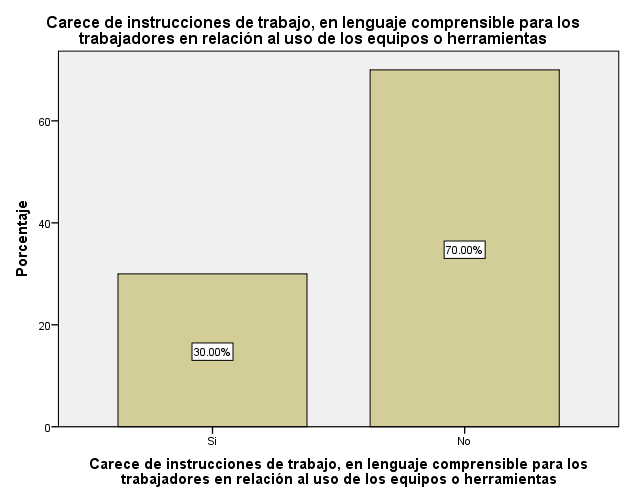 Carece de instrucciones de trabajo, en lenguaje comprensible para los
trabajadores en relación al uso de los equipos o herramientas
Porcentaje
60
40
20
0
30.00%
70.00%
Si
No
Carece de instrucciones de trabajo, en lenguaje comprensible para los
trabajadores en relación al uso de los equipos o herramientas